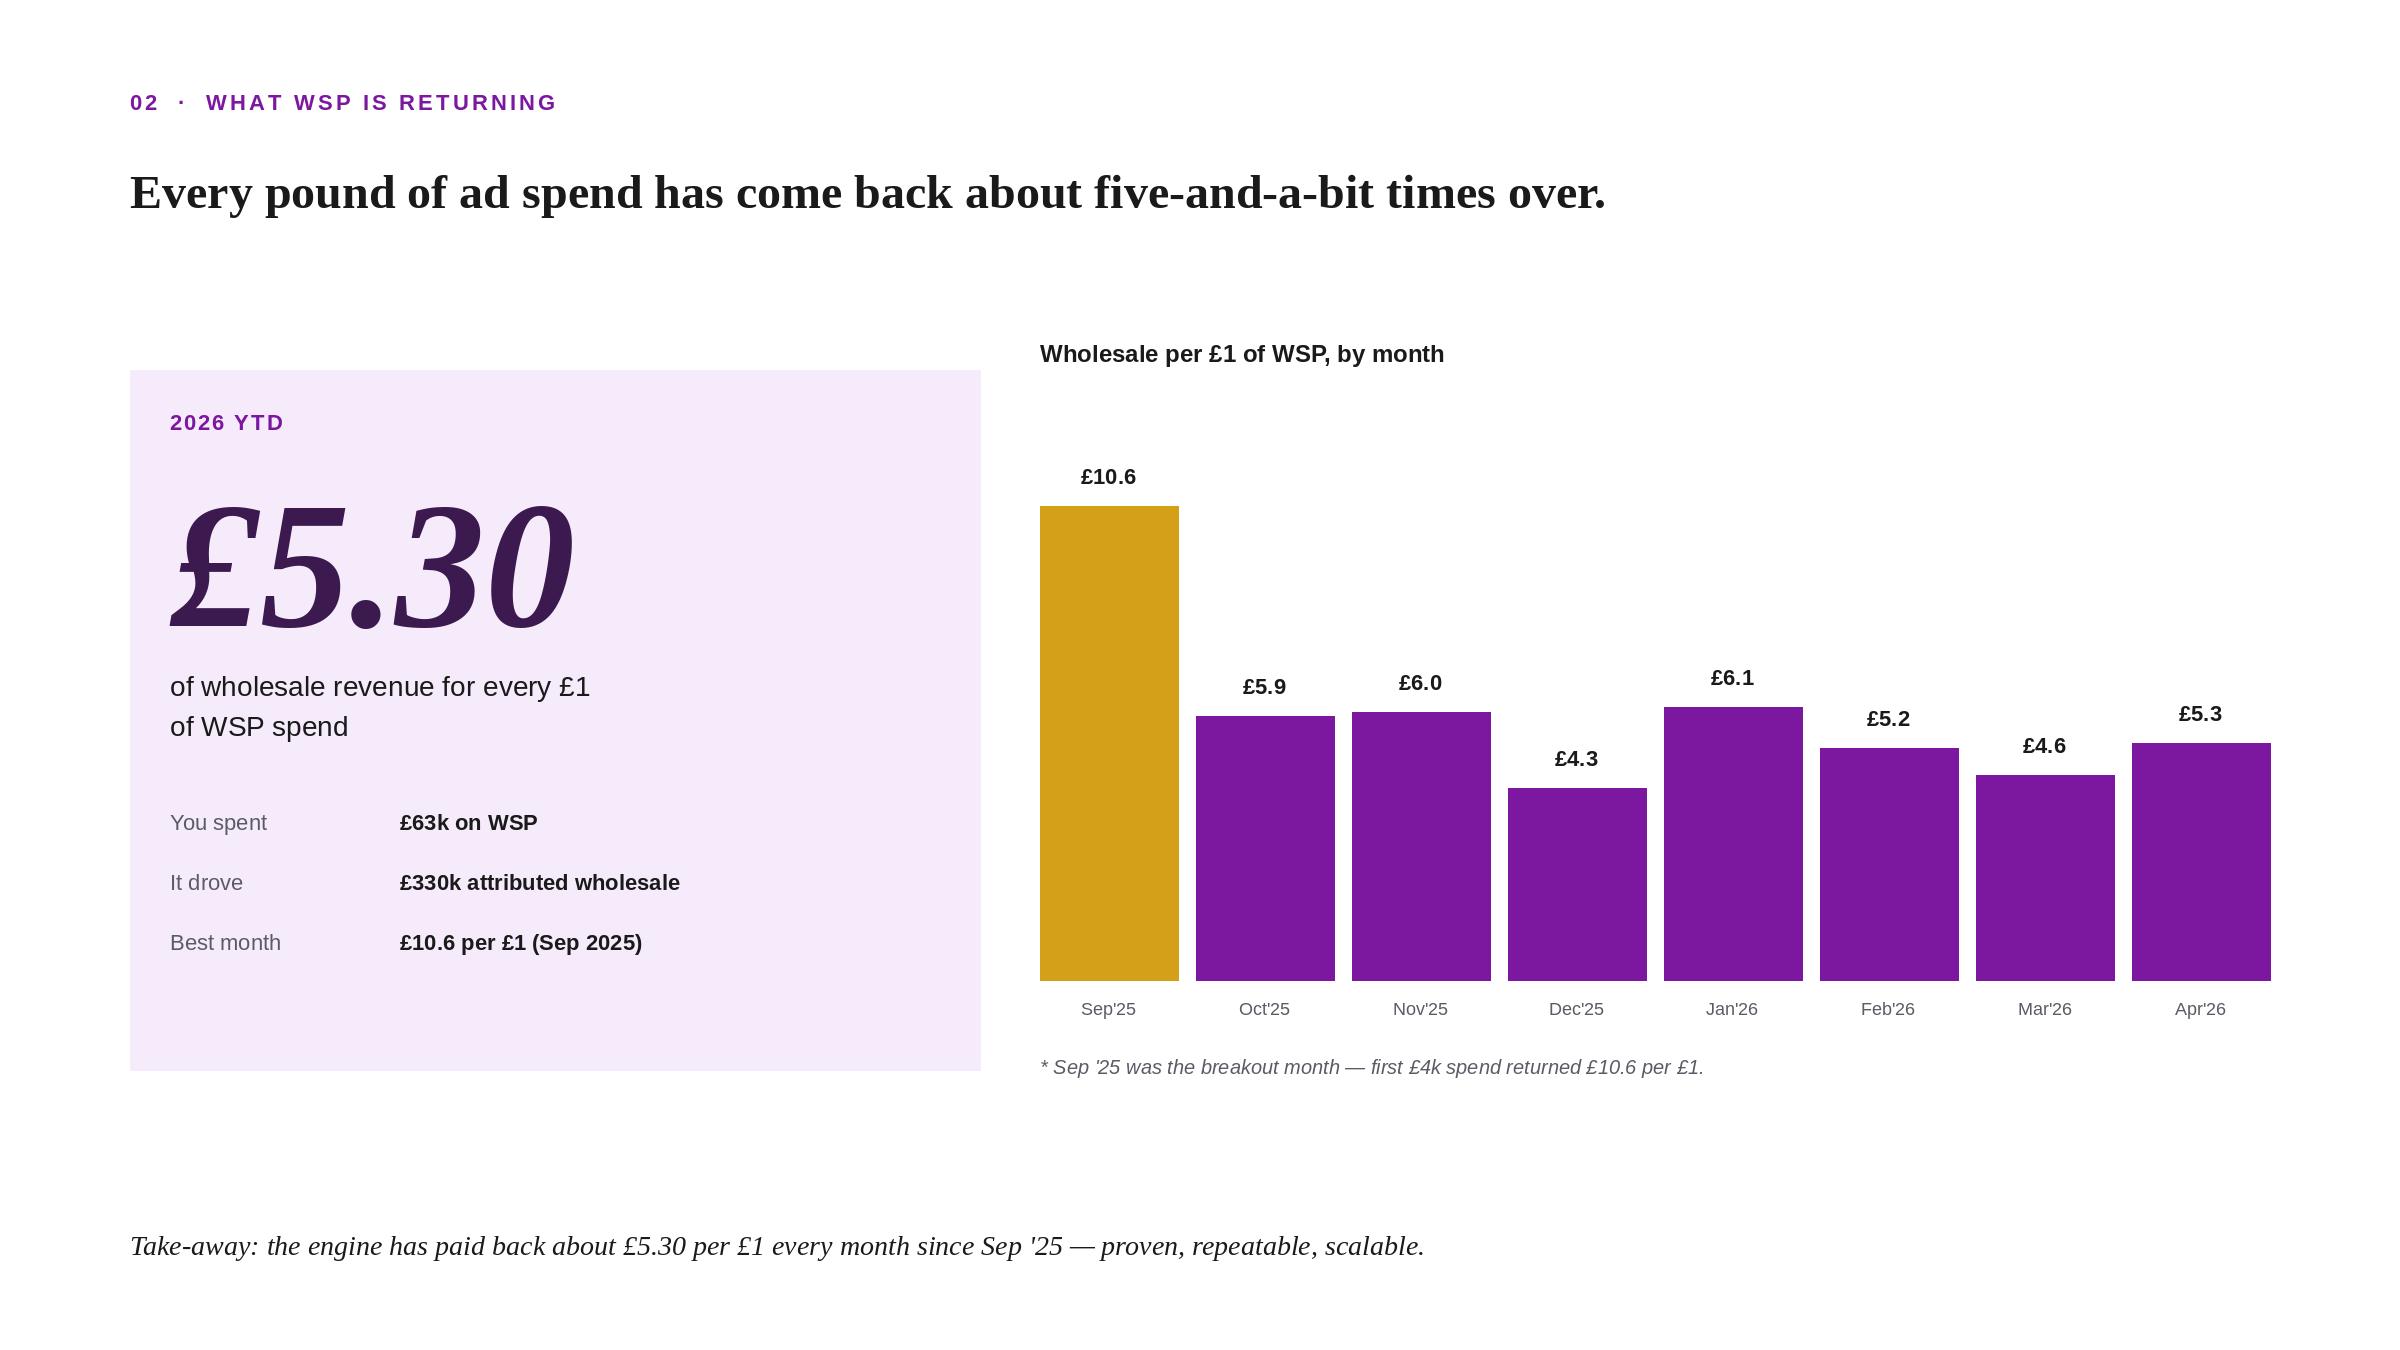 02 · WHAT WSP IS RETURNING
Every pound of ad spend has come back about five-and-a-bit times over.
2026 YTD
£5.30
of wholesale revenue for every £1
of WSP spend
You spent £63k on WSP
It drove £330k attributed wholesale
Best month £10.6 per £1 (Sep 2025)
Wholesale per £1 of WSP, by month
£10.6 £5.9 £6.0 £4.3 £6.1 £5.2 £4.6 £5.3
Sep'25 Oct'25 Nov'25 Dec'25 Jan'26 Feb'26 Mar'26 Apr'26
* Sep '25 was the breakout month — first £4k spend returned £10.6 per £1.
Take-away: the engine has paid back about £5.30 per £1 every month since Sep '25 — proven, repeatable, scalable.